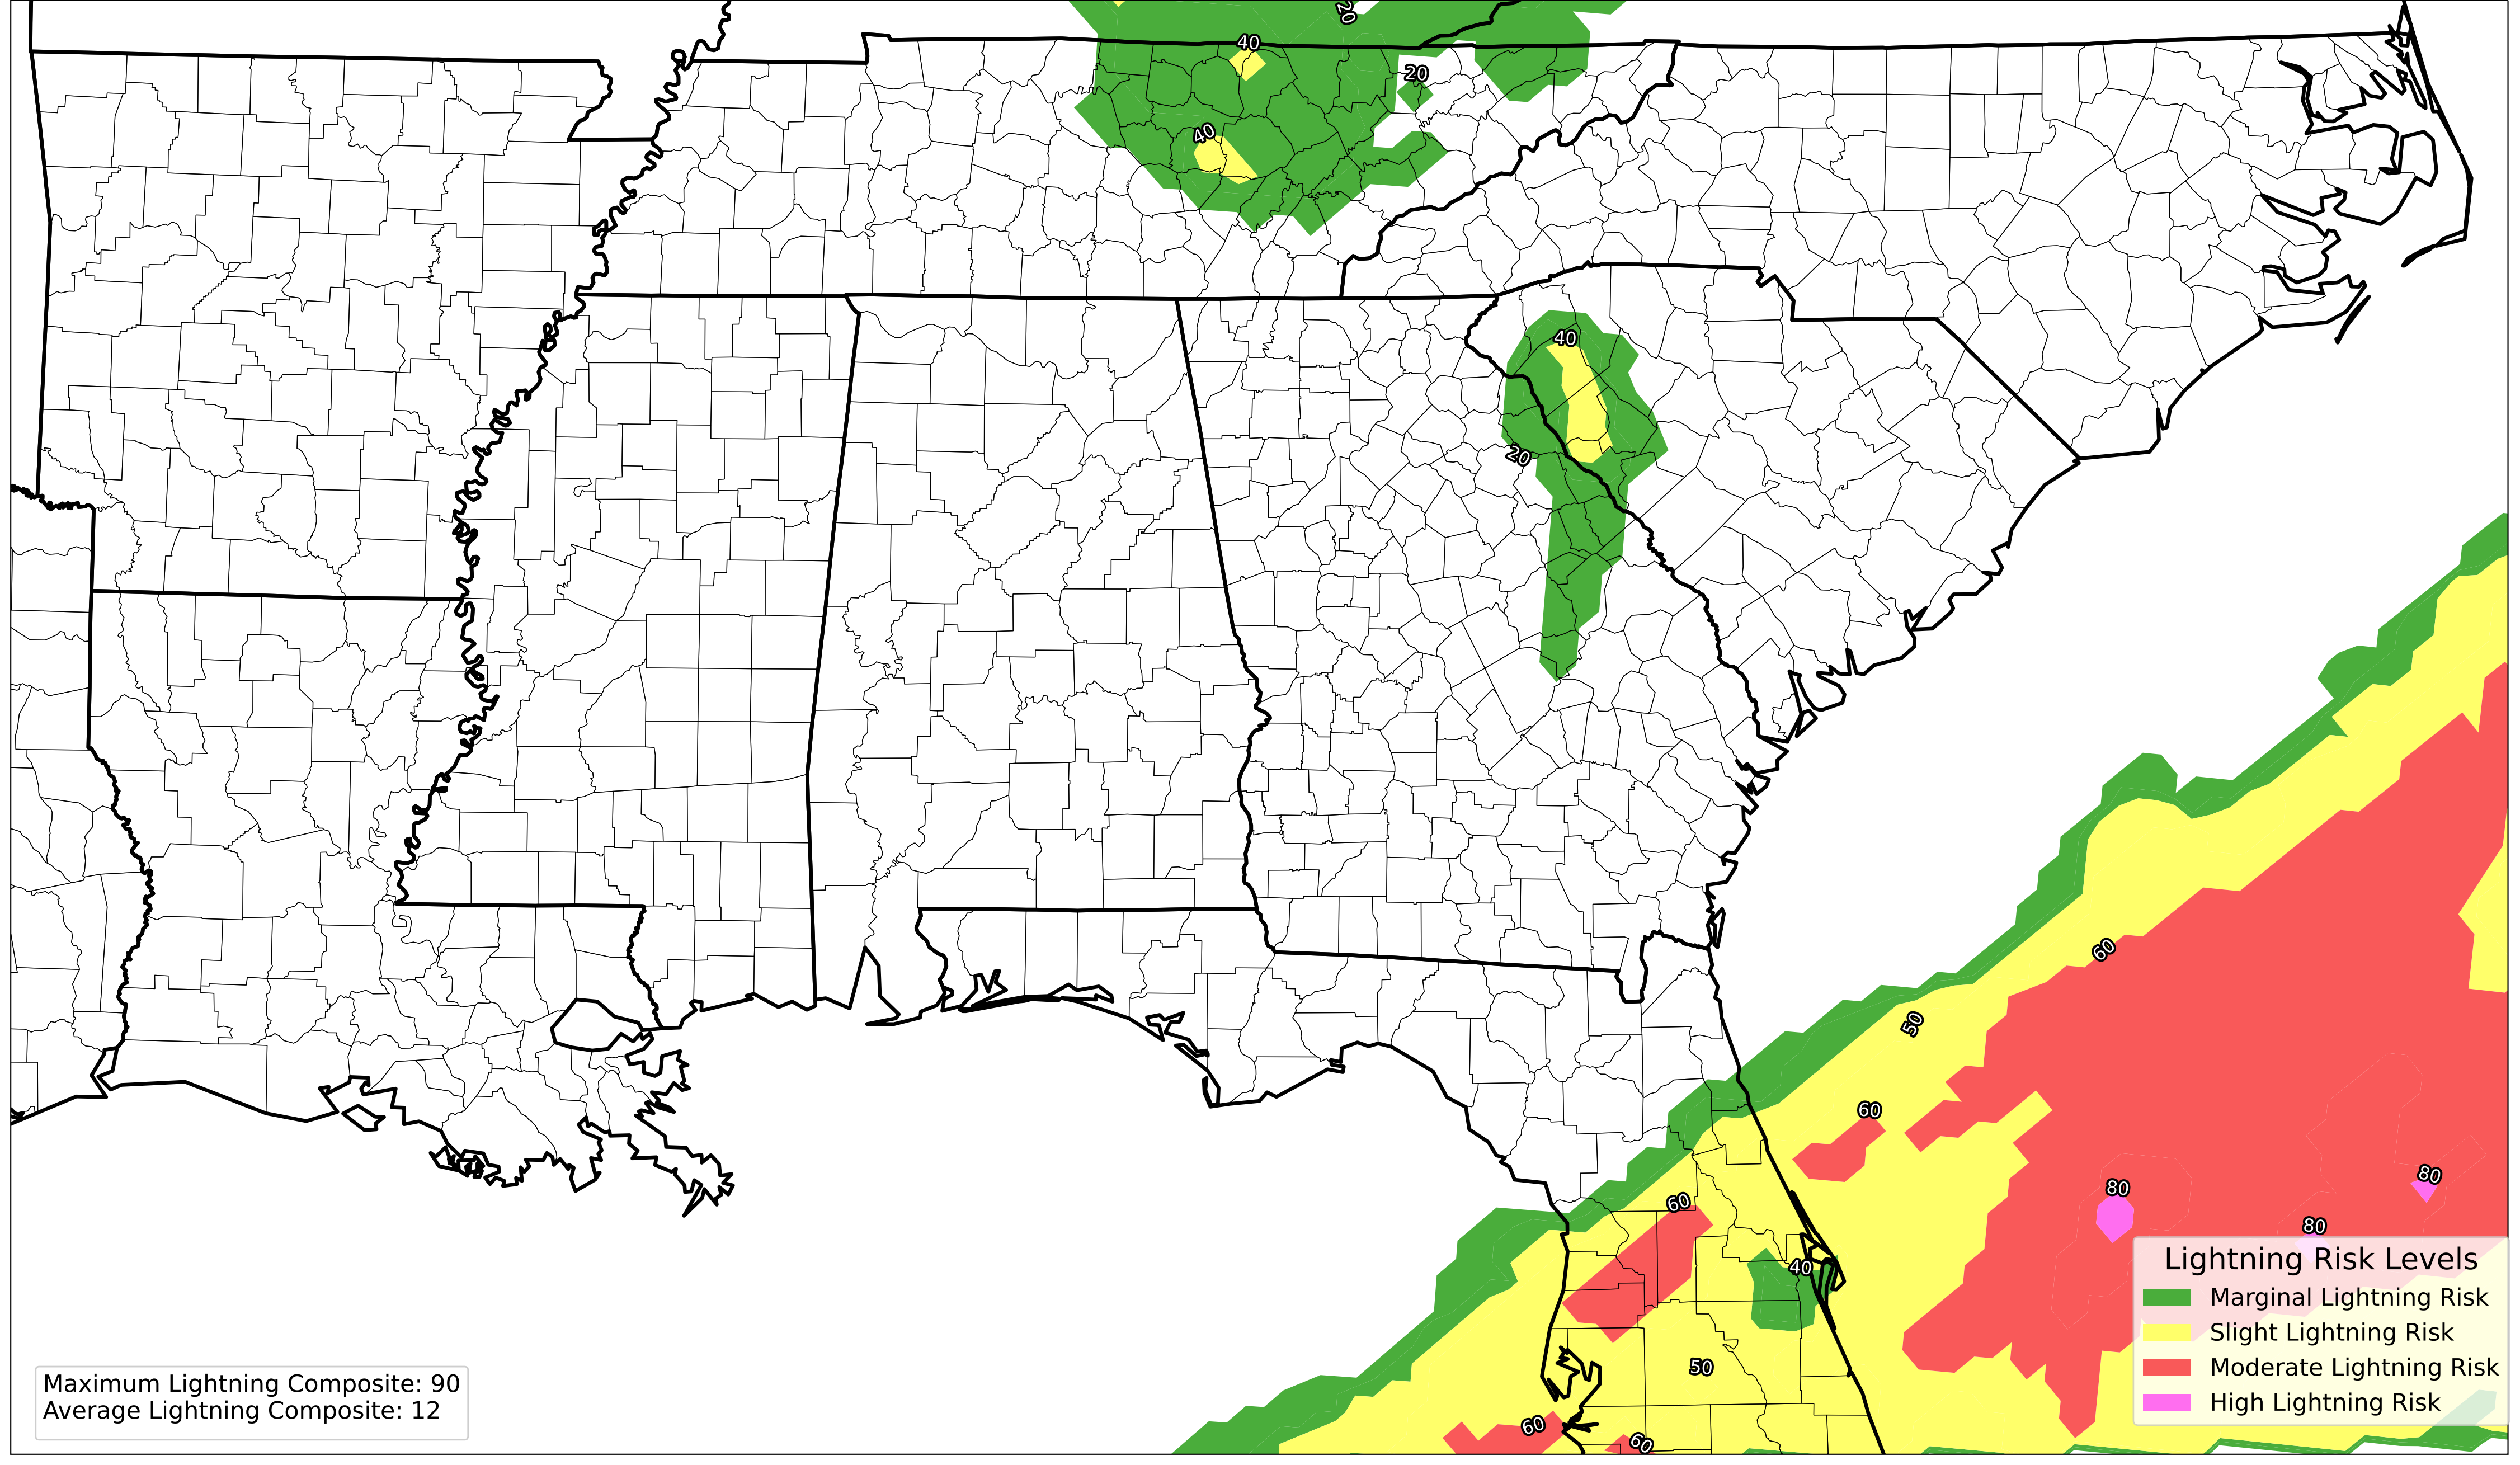 20
40
20
40
40
20
60
50
60
80
80
60
80
40
50
60
60
Lightning Risk Levels
Marginal Lightning Risk
Slight Lightning Risk
Moderate Lightning Risk
High Lightning Risk
Maximum Lightning Composite: 90
Average Lightning Composite: 12